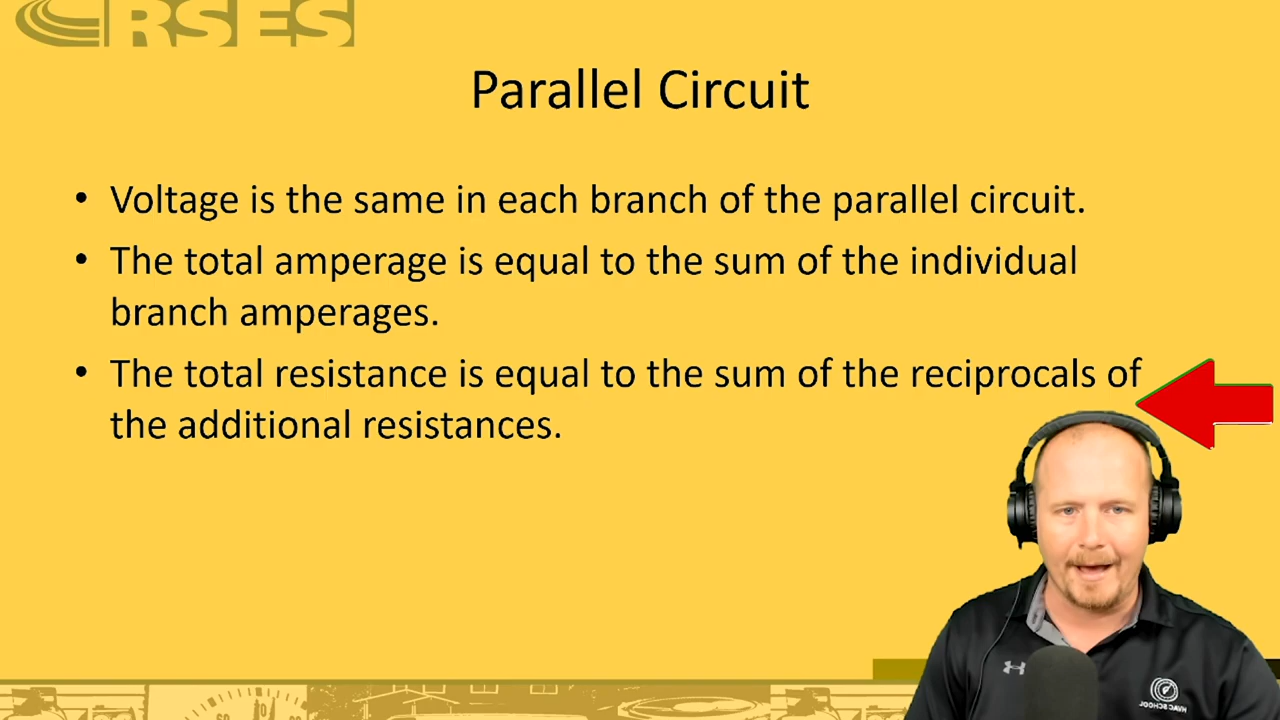 RSES
Parallel Circuit
• Voltage is the same in each branch of the parallel circuit.
• The total amperage is equal to the sum of the individual
branch amperages.
• The total resistance is equal to the sum of the reciprocals of
the additional resistances.
HVAC SCHOOL